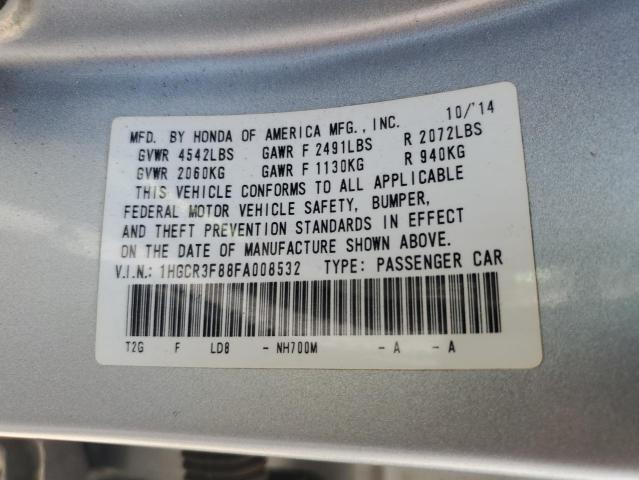 10/'14
MFD. BY HONDA OF AMERICA MFG., INC.
GVWR 4542LBS GAWR F 2491LBS R 2072LBS
GVWR 2060KG GAWR F 1130KG R 940KG
THIS VEHICLE CONFORMS TO ALL APPLICABLE
FEDERAL MOTOR VEHICLE SAFETY, BUMPER,
AND THEFT PREVENTION STANDARDS IN EFFECT
ON THE DATE OF MANUFACTURE SHOWN ABOVE.
V.I.N.: 1HGCR3F88FA008532 TYPE: PASSENGER CAR
T2G F LD8 - NH700M - A - A